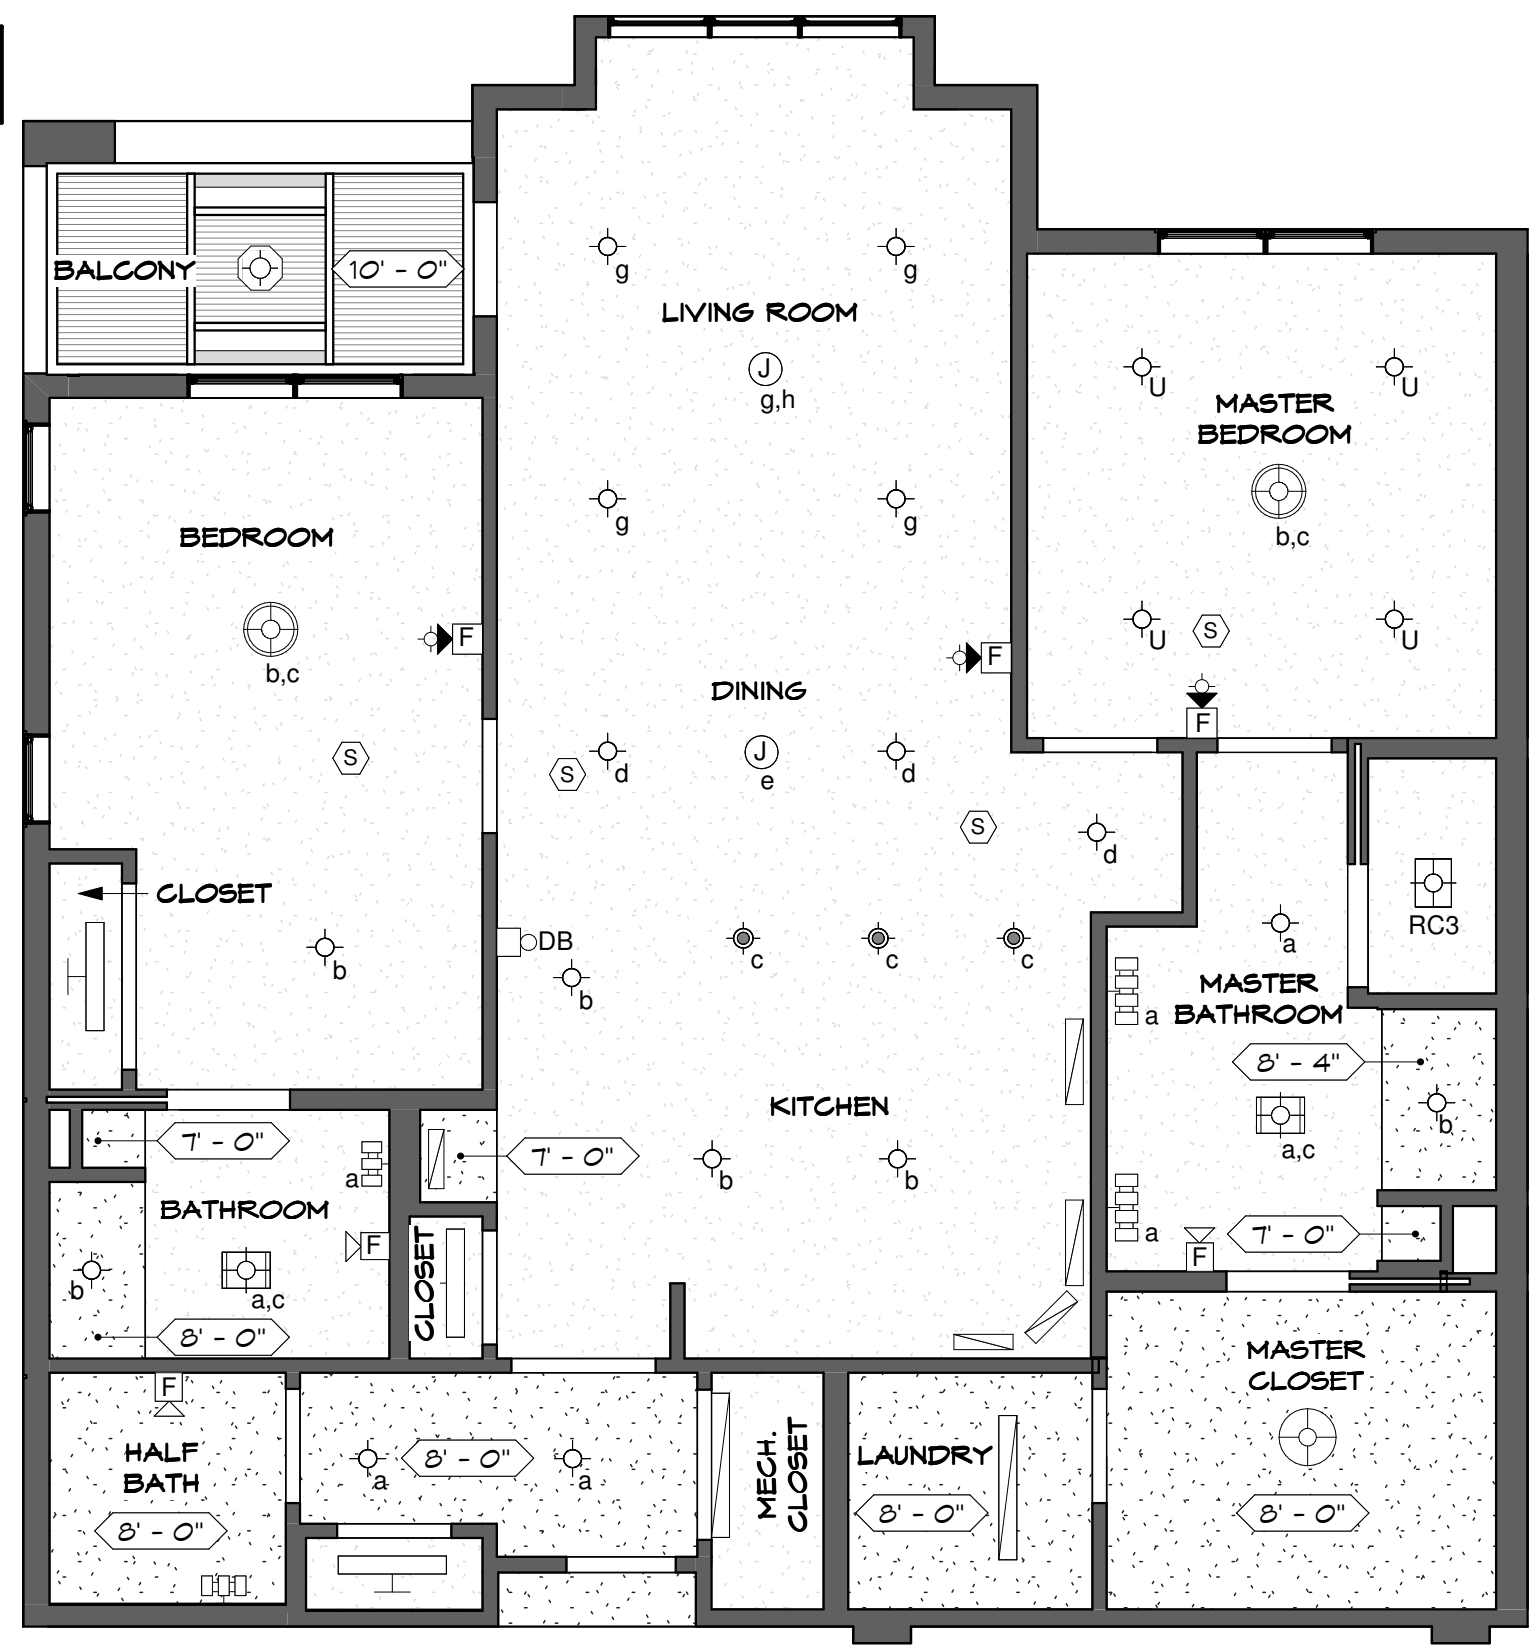 BALCONY
10' - 0"
g
g
LIVING ROOM
J
g,h
U
U
MASTER
BEDROOM
g
g
b,c
BEDROOM
b,c
F
F
S
U
U
F
DINING
S
S
d
J
e
d
S
d
CLOSET
b
DB
b
c
c
c
RC3
a
MASTER
BATHROOM
a
8' - 4"
b
a,c
KITCHEN
7' - 0"
7' - 0"
b
b
a
BATHROOM
F
b
a,c
8' - 0"
CLOSET
a
F
7' - 0"
MASTER
CLOSET
8' - 0"
F
HALF
BATH
8' - 0"
a
8' - 0"
a
MECH.
CLOSET
LAUNDRY
8' - 0"